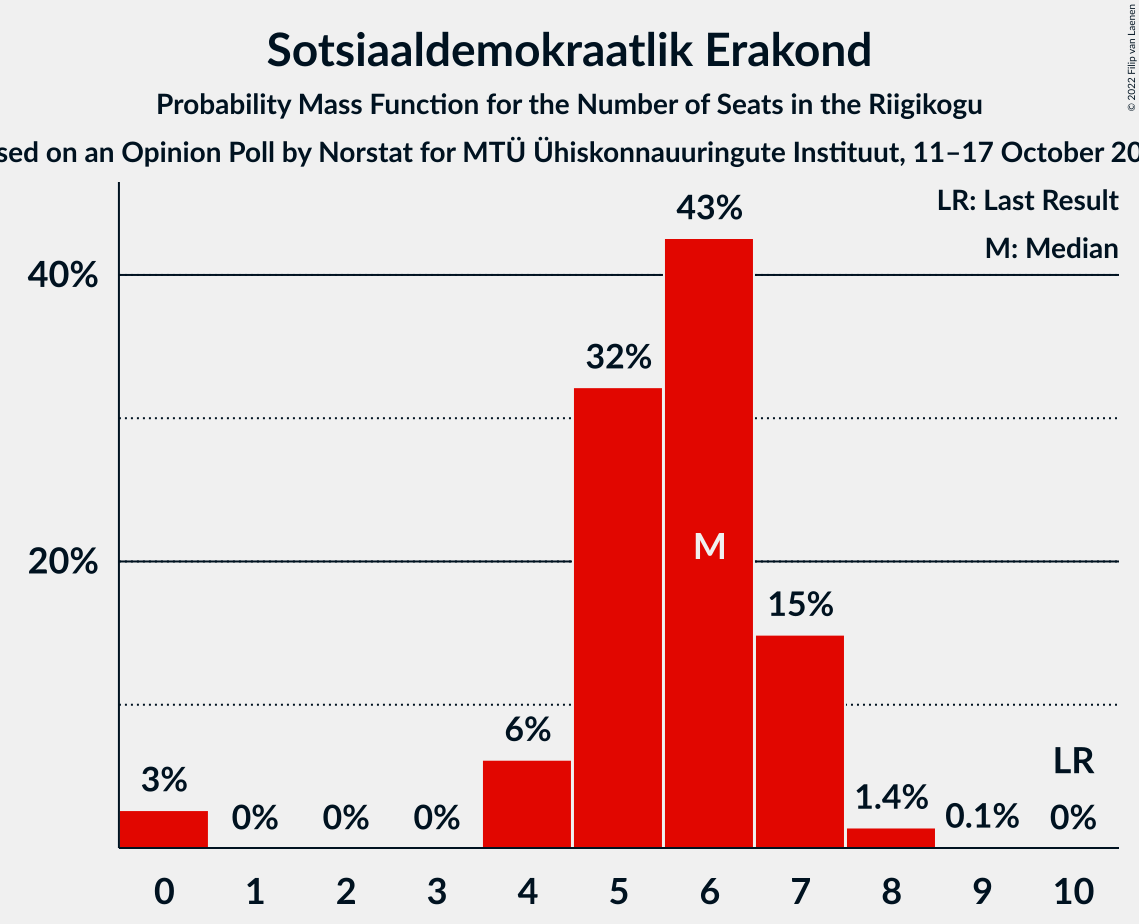 Sotsiaaldemokraatlik Erakond
Probability Mass Function for the Number of Seats in the Riigikogu
on an Opinion Poll by Norstat for MTÜ Ühiskonnauuringute Instituut, 11–17 October
© 2022 Filip van Laenen
LR: Last Result
M: Median
43%
40%
32%
M
20%
15%
6%
LR
3%
0%
0%
0%
1.4%
0.1%
0%
0 1 2 3 4 5 6 7 8 9 10